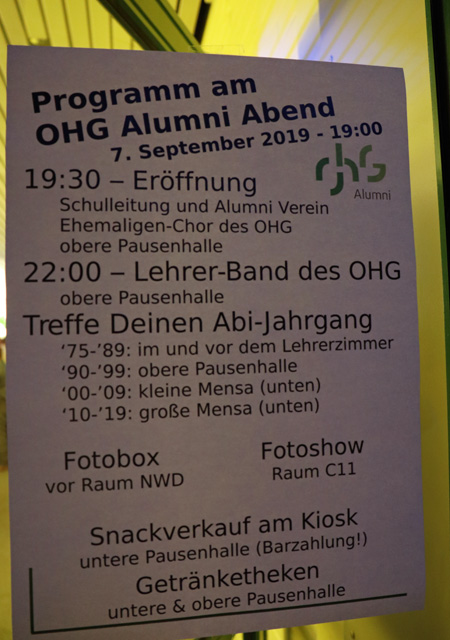 Programm am
OHG Alumni Abend
7. September 2019 - 19:00
ohg
Alumni
19:30 – Eröffnung
Schulleitung und Alumni Verein
Ehemaligen-Chor des OHG
obere Pausenhalle
22:00 – Lehrer-Band des OHG
obere Pausenhalle
Treffe Deinen Abi-Jahrgang
‘75-’89: im und vor dem Lehrerzimmer
‘90-’99: obere Pausenhalle
‘00-’09: kleine Mensa (unten)
‘10-’19: große Mensa (unten)
Fotobox
vor Raum NWD
Fotoshow
Raum C11
Snackverkauf am Kiosk
untere Pausenhalle (Barzahlung!)
Getränketheken
untere & obere Pausenhalle